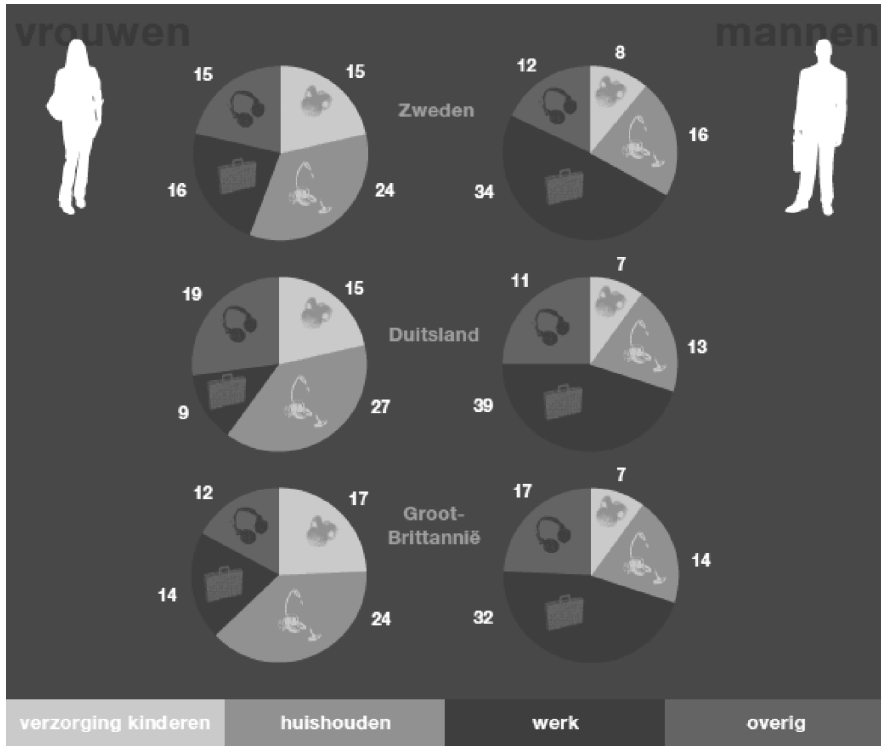 vrouwen
mannen
15
15
Zweden
12
8
16
24
34
16
19
15
Duitsland
11
7
9
27
39
13
12
17
Groot-
Brittannië
17
7
14
24
32
14
verzorging kinderen
huishouden
werk
overig